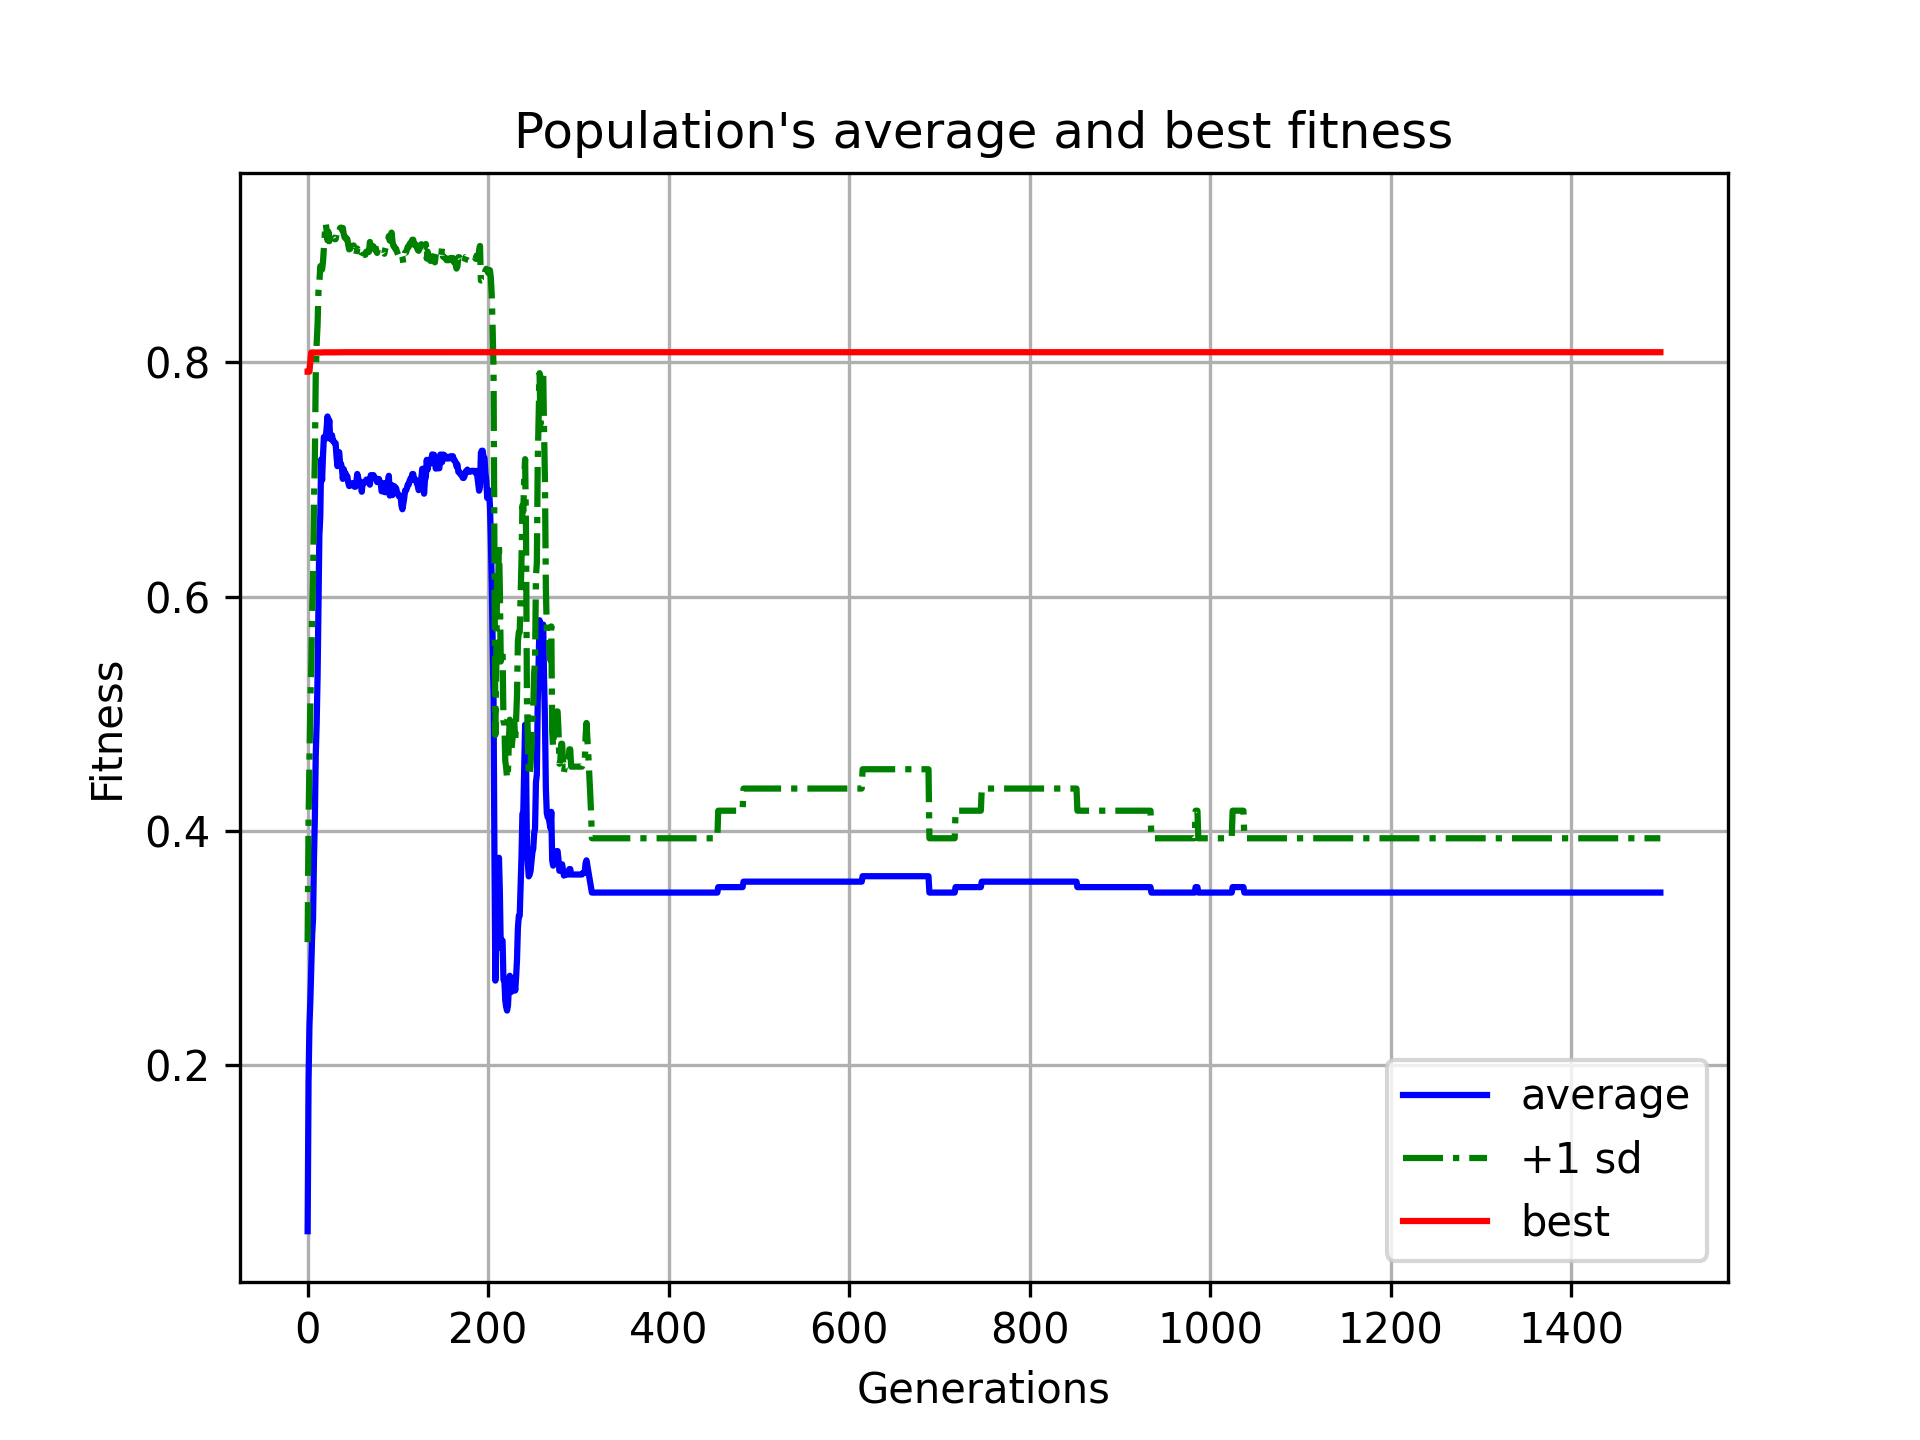 Population's average and best fitness
Fitness
0.8
0.6
0.4
0.2
0 200 400 600 800 1000 1200 1400
Generations
average
+1 sd
best